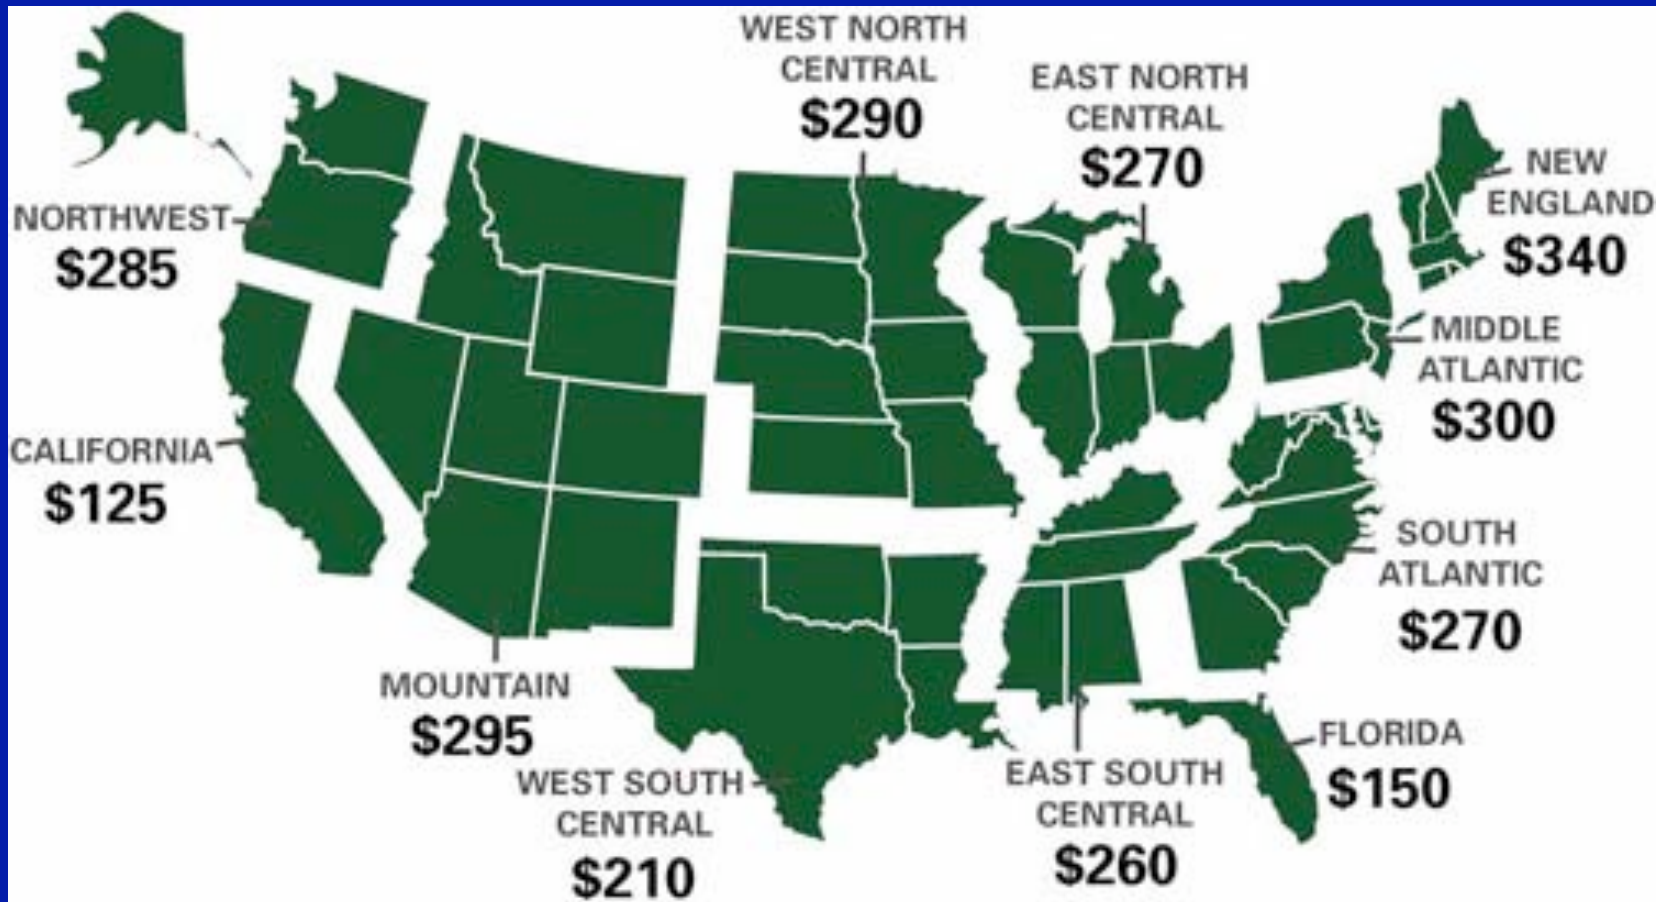 WEST NORTH
CENTRAL
$290
EAST NORTH
CENTRAL
$270
NEW
ENGLAND
$340
NORTHWEST
$285
MIDDLE
ATLANTIC
$300
CALIFORNIA
$125
SOUTH
ATLANTIC
$270
MOUNTAIN
$295
WEST SOUTH
CENTRAL
$210
EAST SOUTH
CENTRAL
$260
FLORIDA
$150